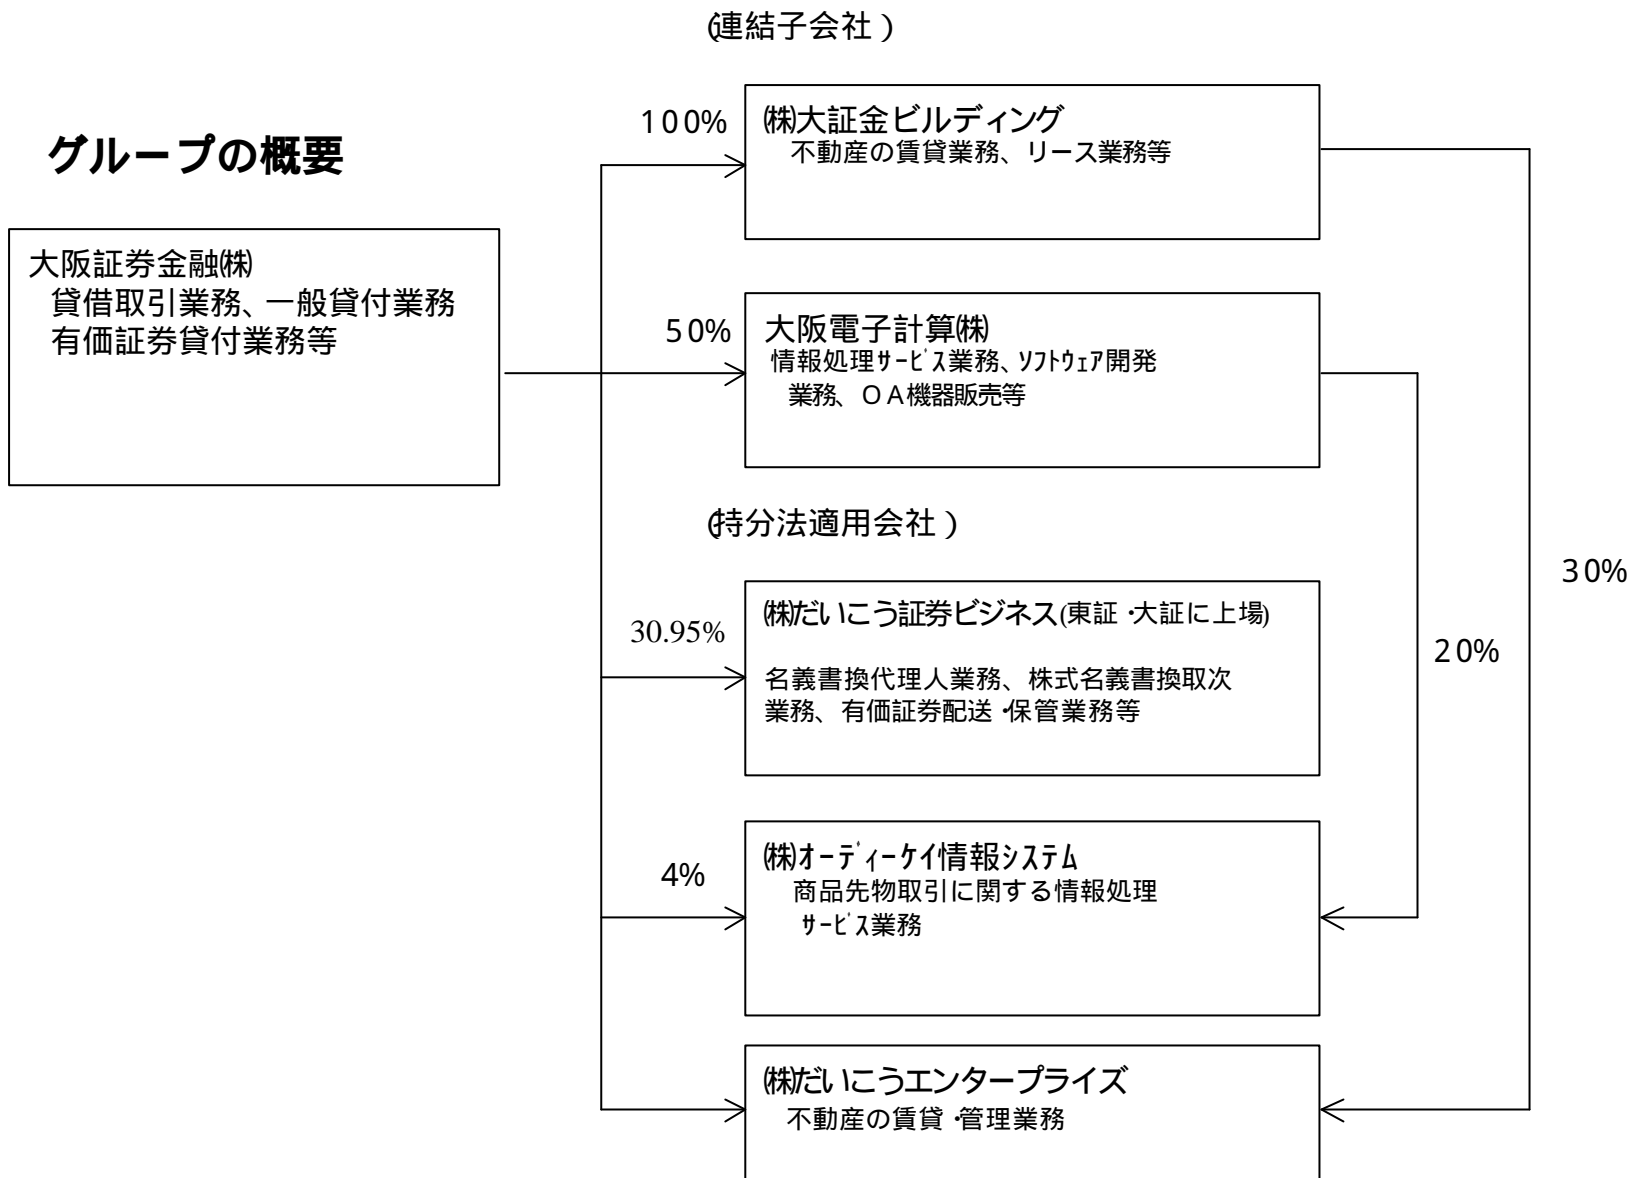 (連結子会社)
グループの概要
100%
㈱大証金ビルディング
不動産の賃貸業務、リース業務等
大阪証券金融㈱
貸借取引業務、一般貸付業務
有価証券貸付業務等
50%
大阪電子計算㈱
情報処理ｻｰﾋﾞｽ業務、ｿﾌﾄｳｪｱ開発
業務、ＯＡ機器販売等
(持分法適用会社)
30%
30.95%
㈱だいこう証券ビジネス(東証・大証に上場)
20%
名義書換代理人業務、株式名義書換取次
業務、有価証券配送・保管業務等
4%
㈱ｵｰﾃﾞｨｰｹｲ情報ｼｽﾃﾑ
商品先物取引に関する情報処理
ｻｰﾋﾞｽ業務
㈱だいこうエンタープライズ
不動産の賃貸・管理業務